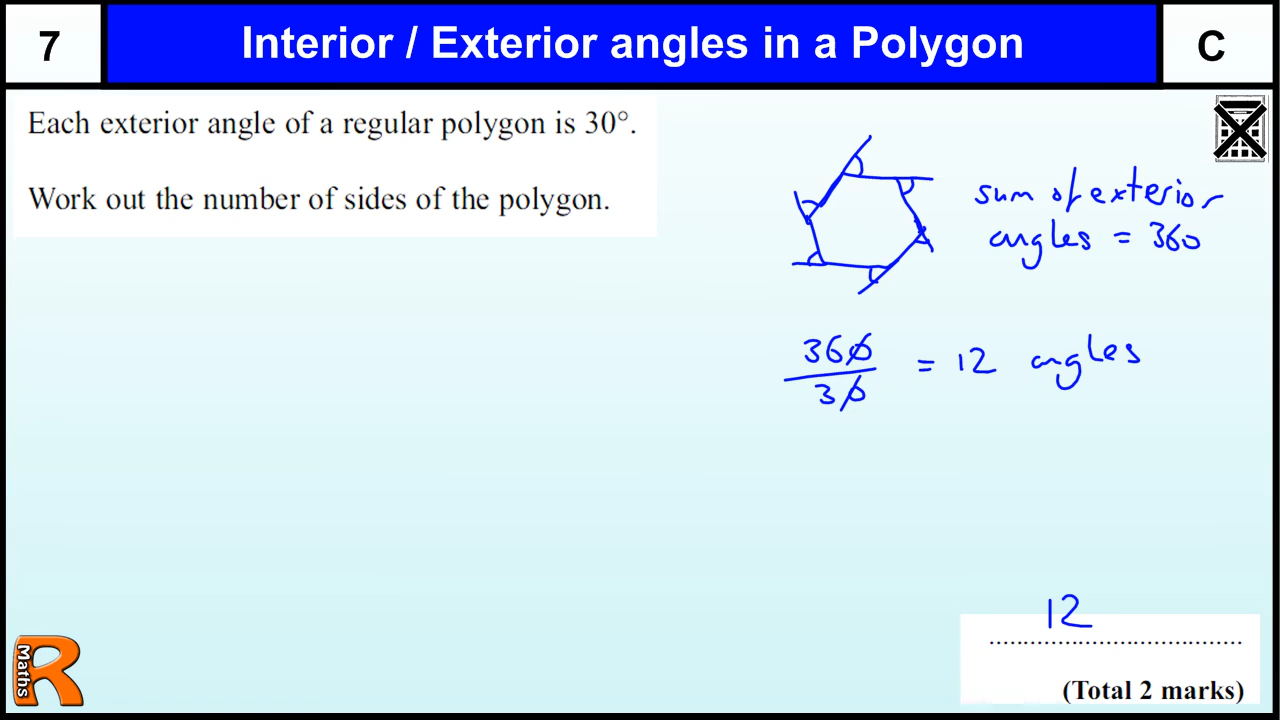 7
Interior / Exterior angles in a Polygon
C
Each exterior angle of a regular polygon is 30°.
Work out the number of sides of the polygon.
sum of exterior
angles = 360
360
30
= 12 angles
12
........................................
(Total 2 marks)
R
Maths